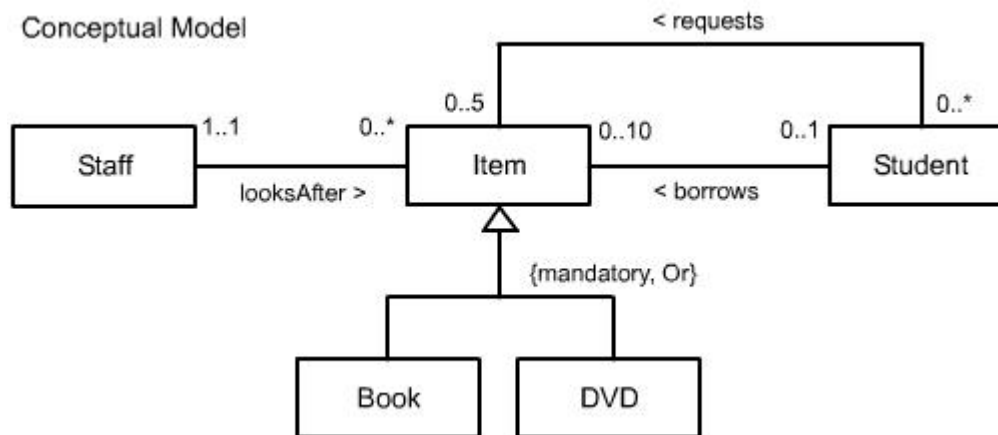 Conceptual Model
< requests
0..5
0..*
1..1
0..*
0..10
0..1
Staff
Item
Student
looksAfter >
< borrows
{mandatory, Or}
Book
DVD